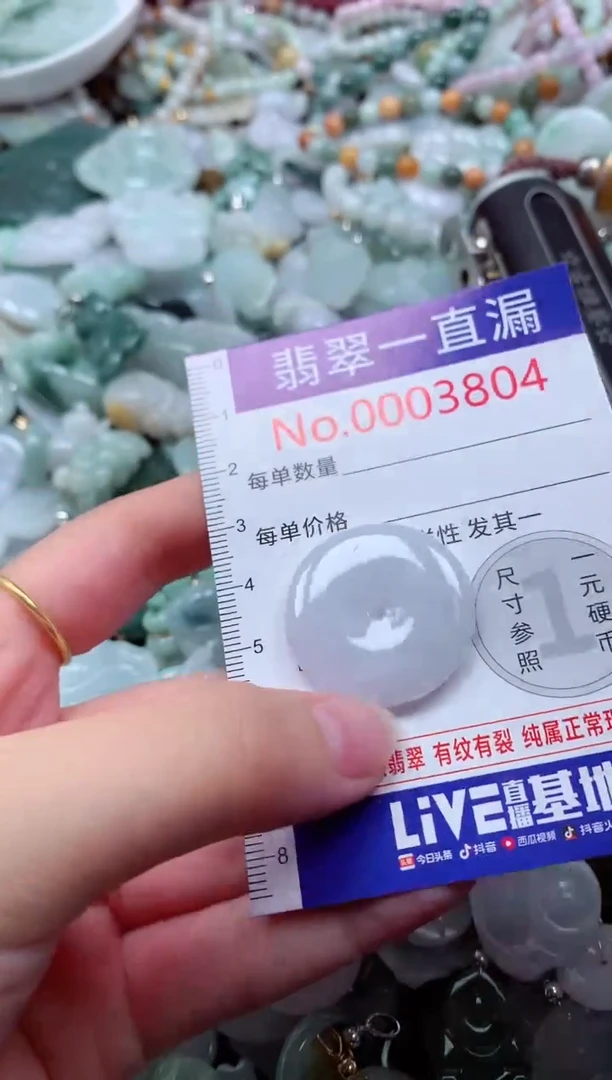 翡翠一直漏
No.0003804
0
1
2
3
4
5
8
每单数量
每单价格
性 发其一
尺寸参照
一元硬币
1
翡翠 有纹有裂 纯属正常
LiVE直播基地
今日头条 抖音 西瓜视频 抖音火